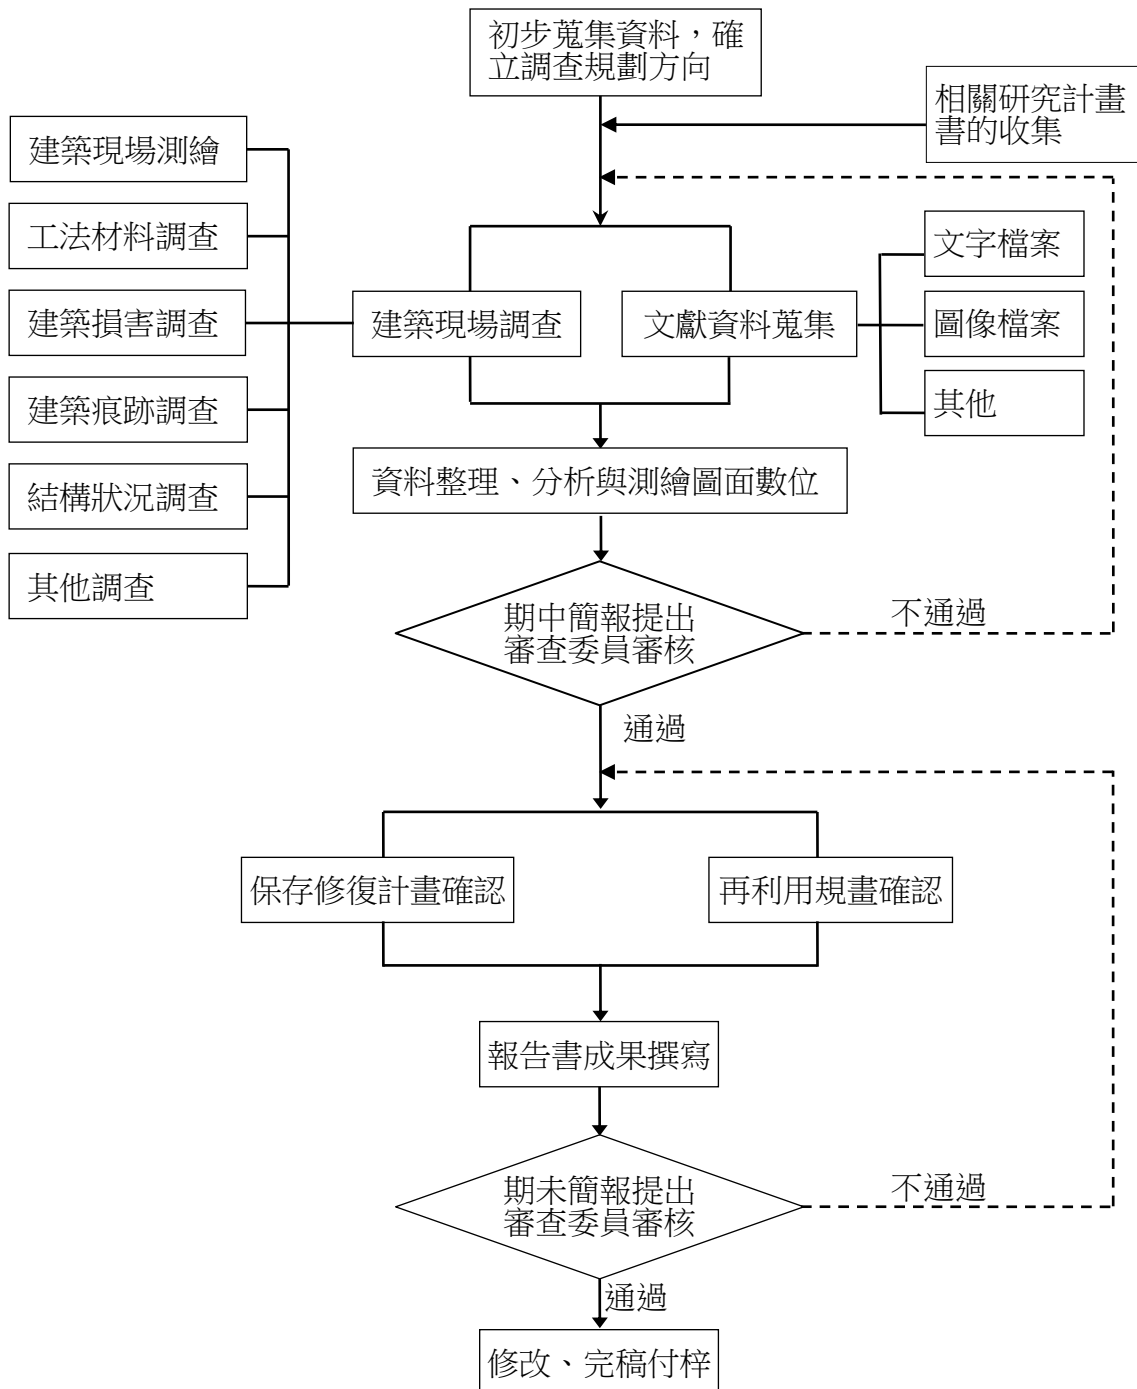 初步蒐集資料，確
立調查規劃方向
相關研究計畫
書的收集
建築現場測繪
工法材料調查
建築損害調查
建築痕跡調查
結構狀況調查
其他調查
建築現場調查
文獻資料蒐集
文字檔案
圖像檔案
其他
資料整理、分析與測繪圖面數位
期中簡報提出
審查委員審核
不通過
通過
保存修復計畫確認
再利用規畫確認
報告書成果撰寫
期未簡報提出
審查委員審核
不通過
通過
修改、完稿付梓